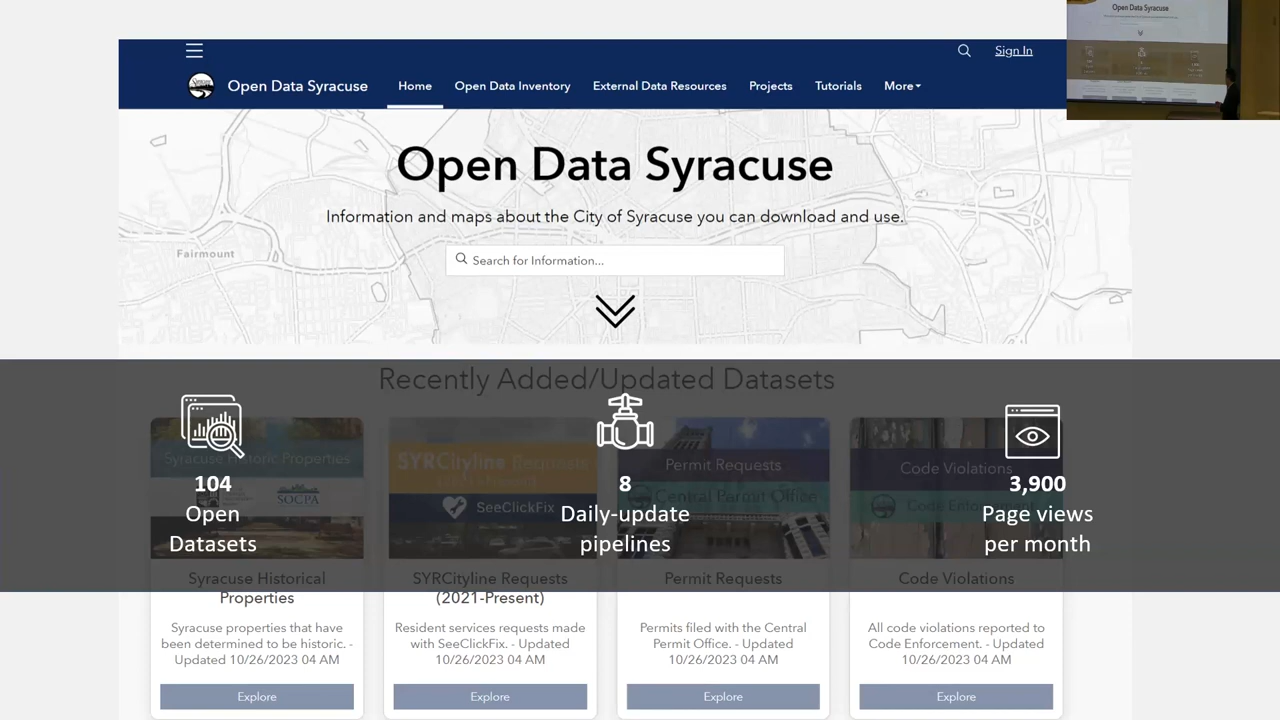 Sign In
Open Data Syracuse
Open Data Syracuse
Home
Open Data Inventory
External Data Resources
Projects
Tutorials
More
Open Data Syracuse
Information and maps about the City of Syracuse you can download and use.
Fairmount
Search for Information...
Recently Added/Updated Datasets
Syracuse Historic Properties
SOCPA
SYRCityline Requests
SeeClickFix
Permit Requests
Central Permit Office
Code Violations
104
Open
Datasets
8
Daily-update
pipelines
3,900
Page views
per month
Syracuse Historical
Properties
Syracuse properties that have
been determined to be historic. -
Updated 10/26/2023 04 AM
Explore
SYRCityline Requests
(2021-Present)
Resident services requests made
with SeeClickFix. - Updated
10/26/2023 04 AM
Explore
Permit Requests
Permits filed with the Central
Permit Office. - Updated
10/26/2023 04 AM
Explore
Code Violations
All code violations reported to
Code Enforcement. - Updated
10/26/2023 04 AM
Explore